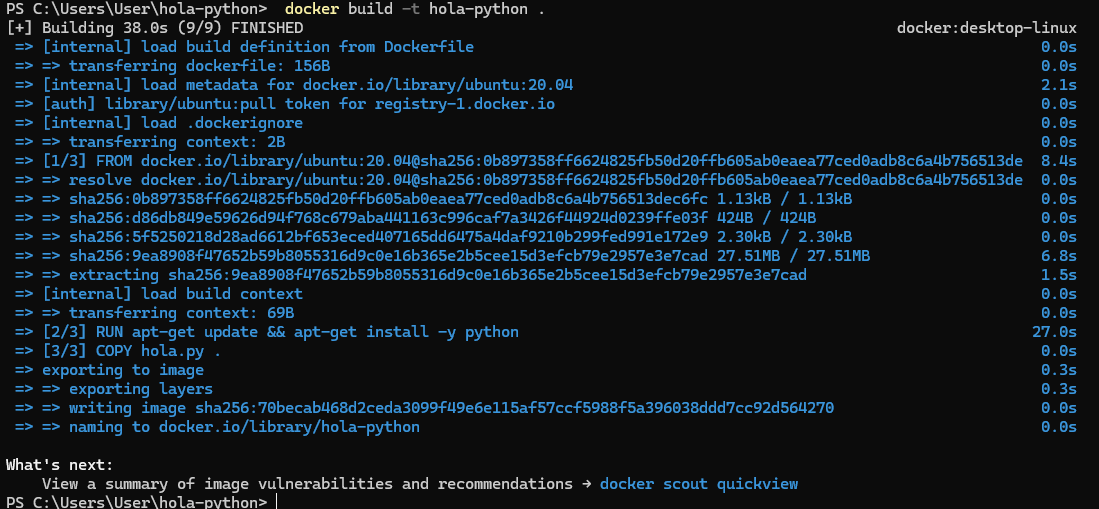 PS C:\Users\User\hola-python> docker build -t hola-python .
[+] Building 38.0s (9/9) FINISHED docker:desktop-linux
=> [internal] load build definition from Dockerfile 0.0s
=> => transferring dockerfile: 156B 0.0s
=> [internal] load metadata for docker.io/library/ubuntu:20.04 2.1s
=> [auth] library/ubuntu:pull token for registry-1.docker.io 0.0s
=> [internal] load .dockerignore 0.0s
=> => transferring context: 2B 0.0s
=> [1/3] FROM docker.io/library/ubuntu:20.04@sha256:0b897358ff6624825fb50d20ffb605ab0eaea77ced0adb8c6a4b756513de 8.4s
=> => resolve docker.io/library/ubuntu:20.04@sha256:0b897358ff6624825fb50d20ffb605ab0eaea77ced0adb8c6a4b756513de 0.0s
=> => sha256:0b897358ff6624825fb50d20ffb605ab0eaea77ced0adb8c6a4b756513dec6fc 1.13kB / 1.13kB 0.0s
=> => sha256:d86db849e59626d94f768c679aba441163c996caf7a3426f44924d0239ffe03f 424B / 424B 0.0s
=> => sha256:5f5250218d28ad6612bf653eced407165dd6475a4daf9210b299fed991e172e9 2.30kB / 2.30kB 0.0s
=> => sha256:9ea8908f47652b59b8055316d9c0e16b365e2b5cee15d3efcb79e2957e3e7cad 27.51MB / 27.51MB 6.8s
=> => extracting sha256:9ea8908f47652b59b8055316d9c0e16b365e2b5cee15d3efcb79e2957e3e7cad 1.5s
=> [internal] load build context 0.0s
=> => transferring context: 69B 0.0s
=> [2/3] RUN apt-get update && apt-get install -y python 27.0s
=> [3/3] COPY hola.py . 0.0s
=> exporting to image 0.3s
=> => exporting layers 0.3s
=> => writing image sha256:70becab468d2ceda3099f49e6e115af57ccf5988f5a396038ddd7cc92d564270 0.0s
=> => naming to docker.io/library/hola-python 0.0s
What's next:
View a summary of image vulnerabilities and recommendations → docker scout quickview
PS C:\Users\User\hola-python>